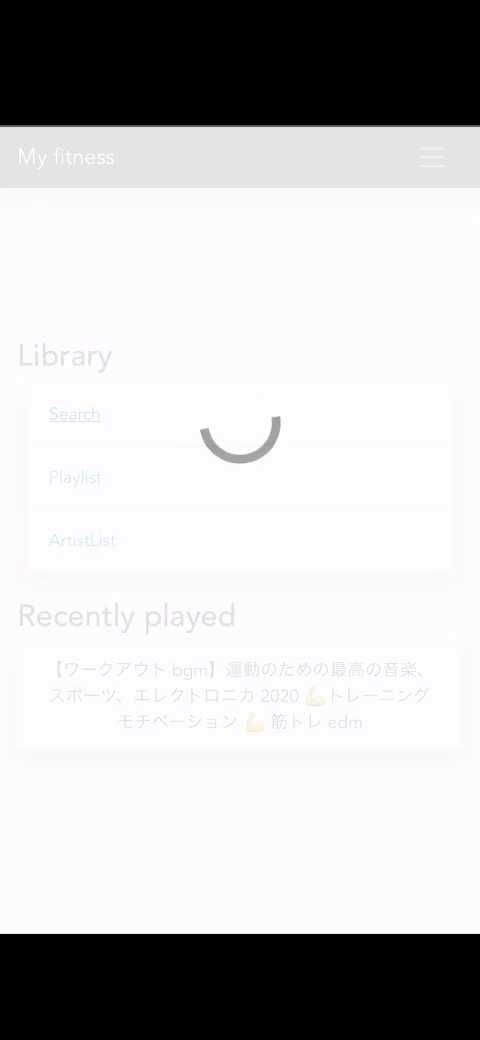 My fitness
Library
Search
Playlist
ArtistList
Recently played
【ワークアウト bgm】運動のための最高の音楽、
スポーツ、エレクトロニカ 2020 💪トレーニング
モチベーション 💪 筋トレ edm